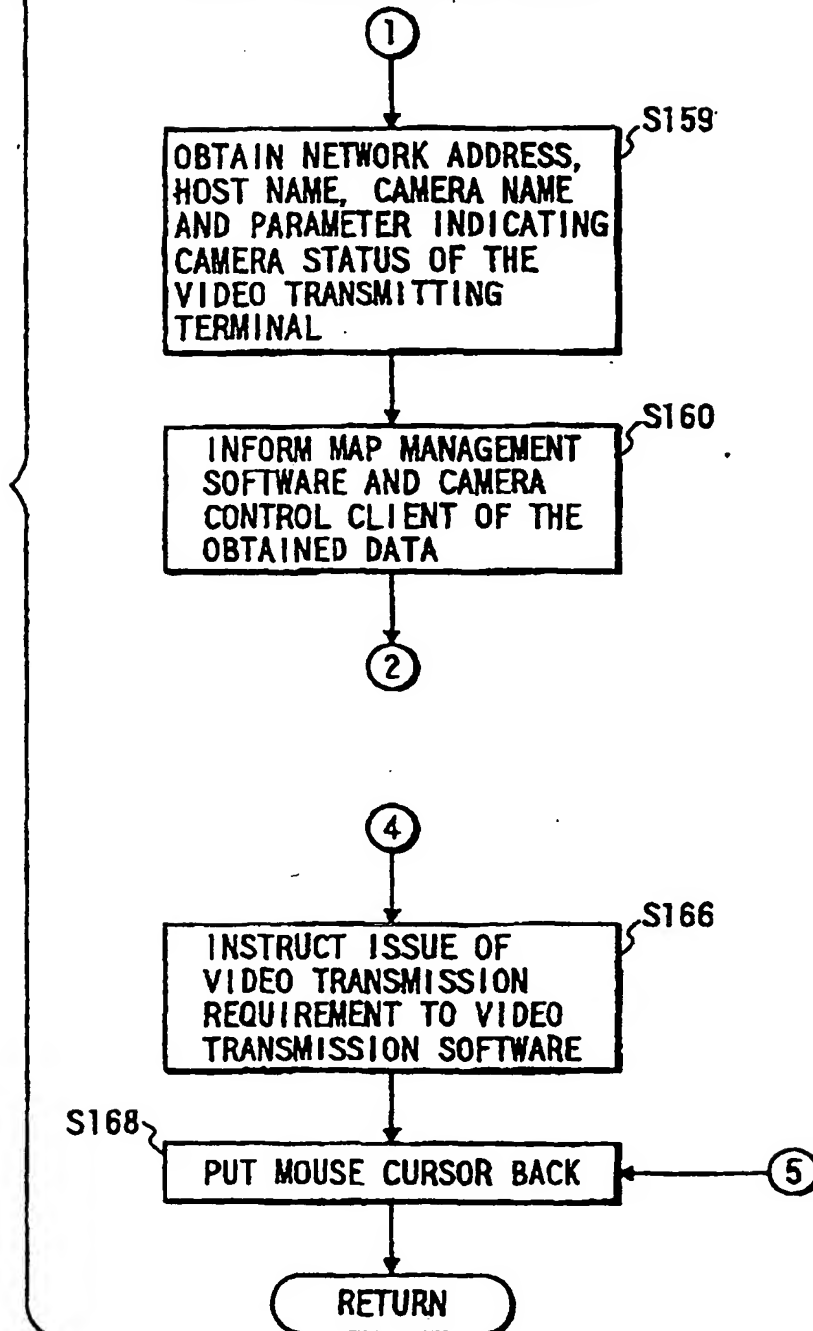 1
S159
OBTAIN NETWORK ADDRESS,
HOST NAME, CAMERA NAME
AND PARAMETER INDICATING
CAMERA STATUS OF THE
VIDEO TRANSMITTING
TERMINAL
S160
INFORM MAP MANAGEMENT
SOFTWARE AND CAMERA
CONTROL CLIENT OF THE
OBTAINED DATA
2
4
S166
INSTRUCT ISSUE OF
VIDEO TRANSMISSION
REQUIREMENT TO VIDEO
TRANSMISSION SOFTWARE
S168
PUT MOUSE CURSOR BACK
5
RETURN